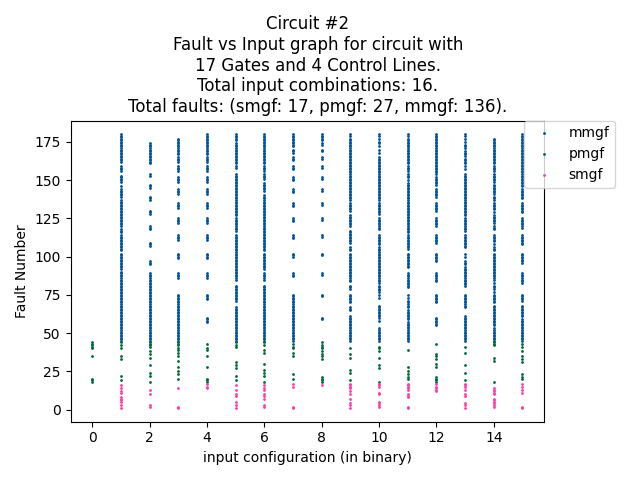 Circuit #2
Fault vs Input graph for circuit with
17 Gates and 4 Control Lines.
Total input combinations: 16.
Total faults: (smgf: 17, pmgf: 27, mmgf: 136).
mmgf
pmgf
smgf
Fault Number
175
150
125
100
75
50
25
0
0 2 4 6 8 10 12 14
input configuration (in binary)